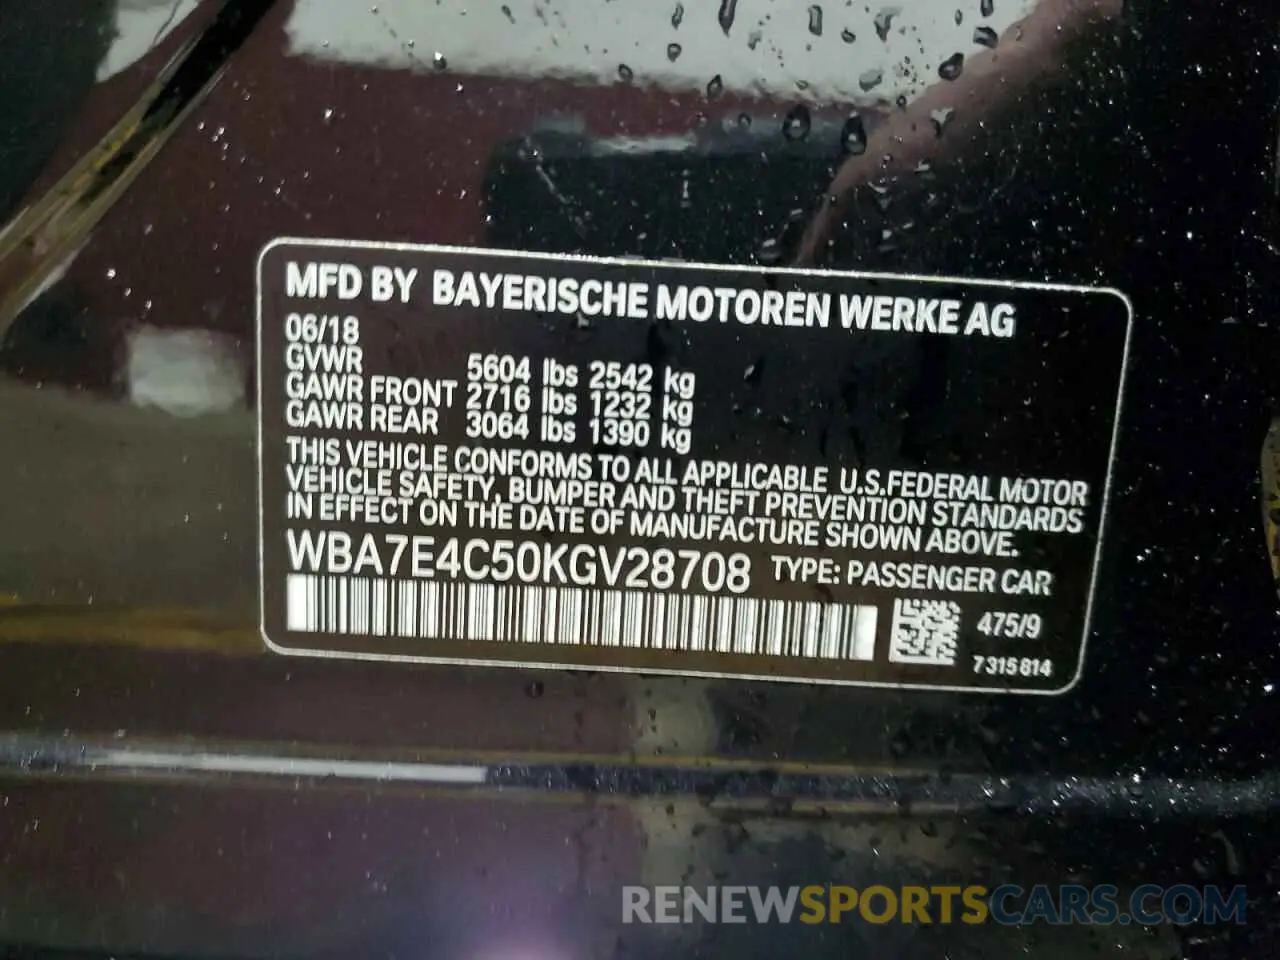 MFD BY BAYERISCHE MOTOREN WERKE AG
06/18
GVWR 5604 lbs 2542 kg
GAWR FRONT 2716 lbs 1232 kg
GAWR REAR 3064 lbs 1390 kg
THIS VEHICLE CONFORMS TO ALL APPLICABLE U.S.FEDERAL MOTOR
VEHICLE SAFETY, BUMPER AND THEFT PREVENTION STANDARDS
IN EFFECT ON THE DATE OF MANUFACTURE SHOWN ABOVE.
WBA7E4C50KGV28708 TYPE: PASSENGER CAR
475/9
7315814
RENEWSPORTSCARS.COM